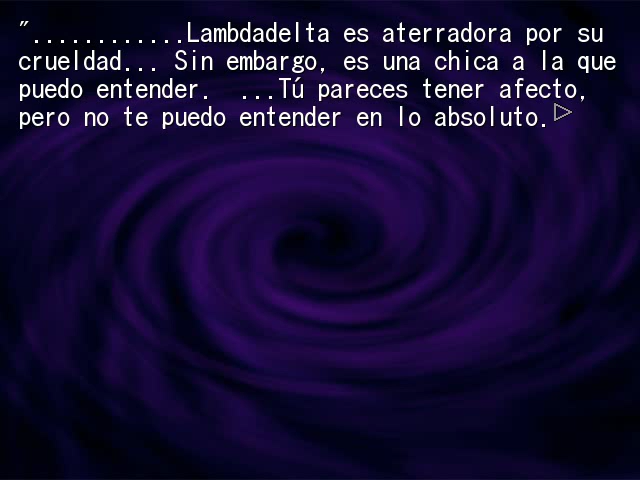 "............Lambdadelta es aterradora por su
crueldad... Sin embargo, es una chica a la que
puedo entender.  ...Tú pareces tener afecto,
pero no te puedo entender en lo absoluto.